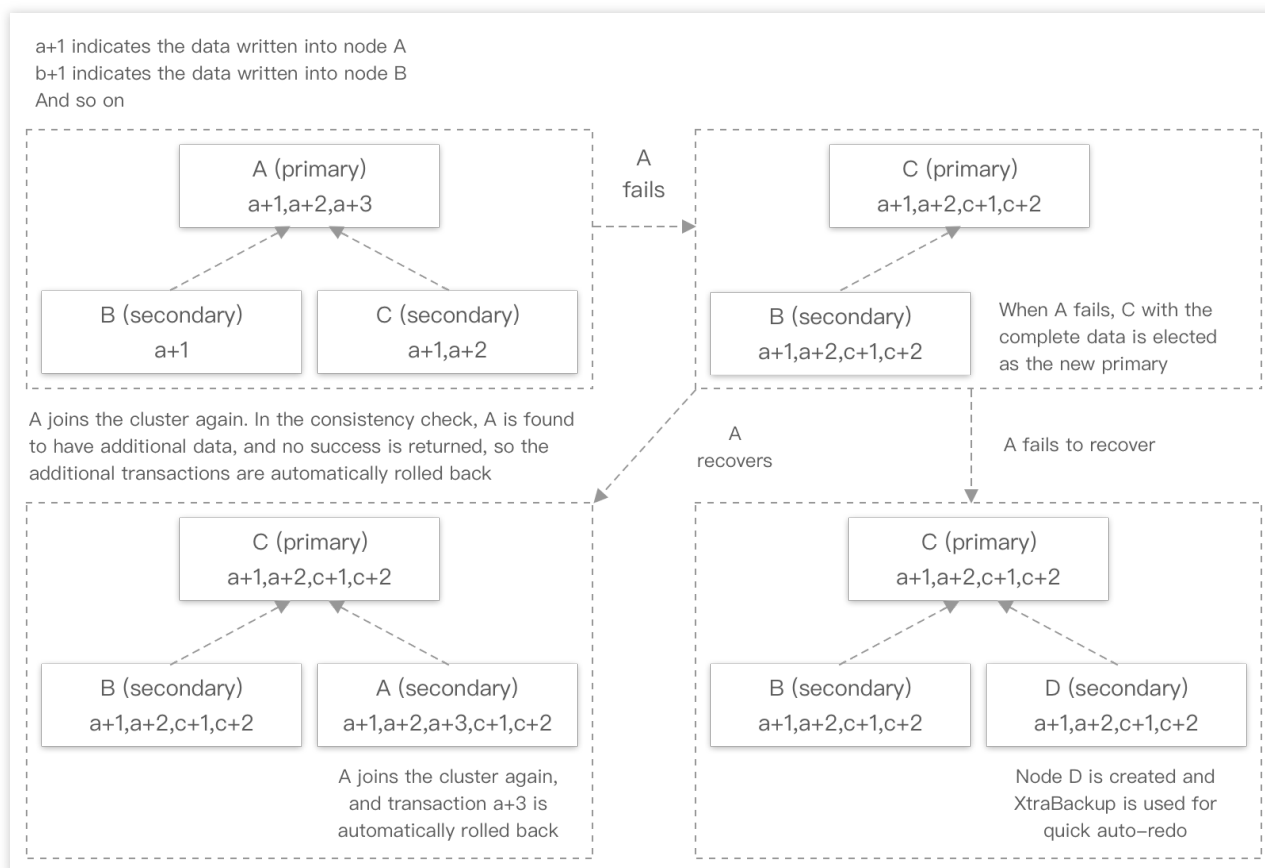 a+1 indicates the data written into node A
b+1 indicates the data written into node B
And so on
A (primary)
a+1,a+2,a+3
B (secondary)
a+1
C (secondary)
a+1,a+2
A
fails
C (primary)
a+1,a+2,c+1,c+2
B (secondary)
a+1,a+2,c+1,c+2
When A fails, C with the
complete data is elected
as the new primary
A joins the cluster again. In the consistency check, A is found
to have additional data, and no success is returned, so the
additional transactions are automatically rolled back
A
recovers
A fails to recover
C (primary)
a+1,a+2,c+1,c+2
B (secondary)
a+1,a+2,c+1,c+2
A (secondary)
a+1,a+2,a+3,c+1,c+2
A joins the cluster again,
and transaction a+3 is
automatically rolled back
C (primary)
a+1,a+2,c+1,c+2
B (secondary)
a+1,a+2,c+1,c+2
D (secondary)
a+1,a+2,c+1,c+2
Node D is created and
XtraBackup is used for
quick auto-redo